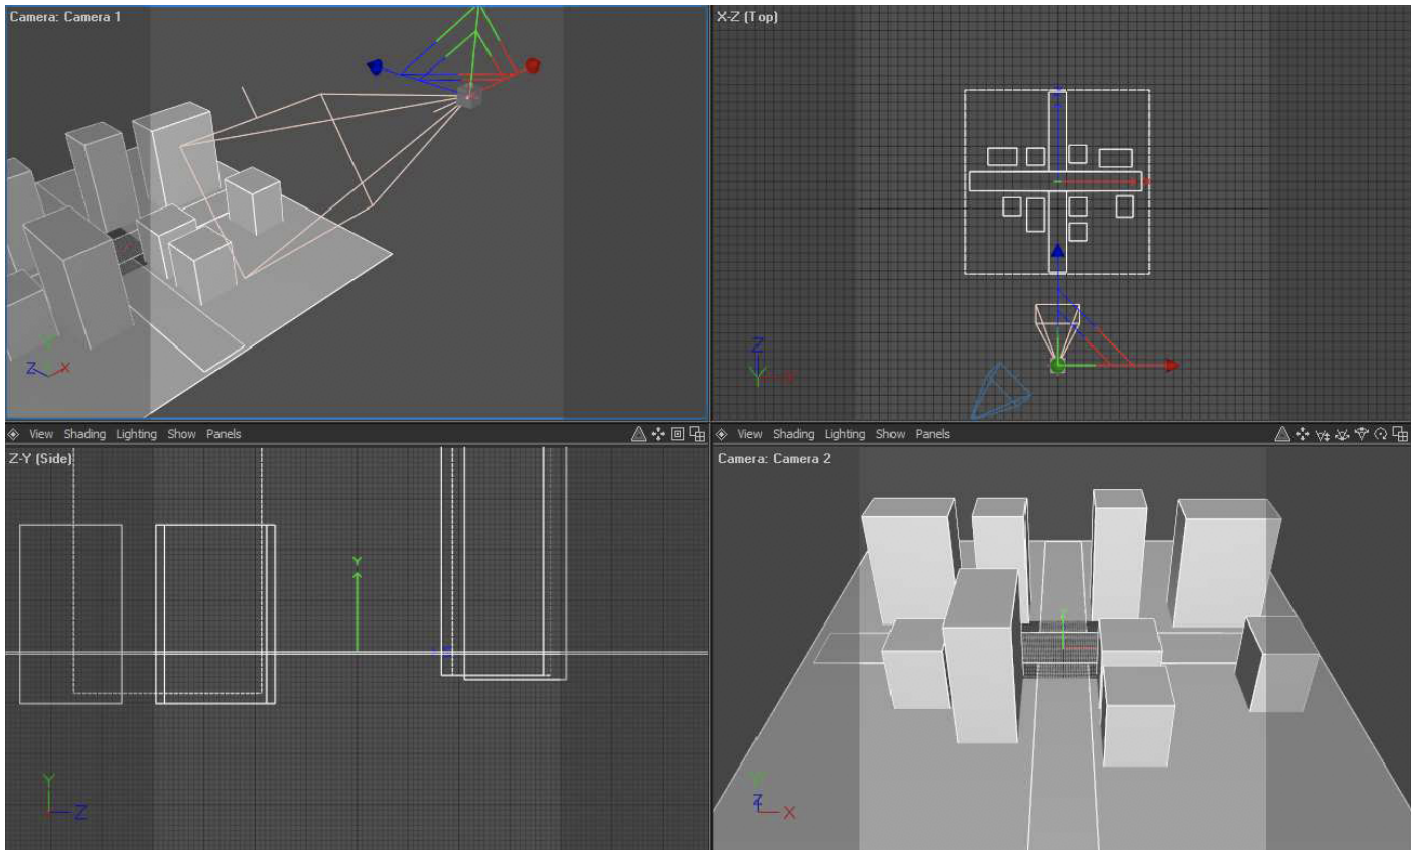 Camera: Camera 1
X-Z (Top)
Z
Y
Y
Z X
View Shading Lighting Show Panels
View Shading Lighting Show Panels
Z-Y (Side)
Camera: Camera 2
Y
Y
Z
Z X